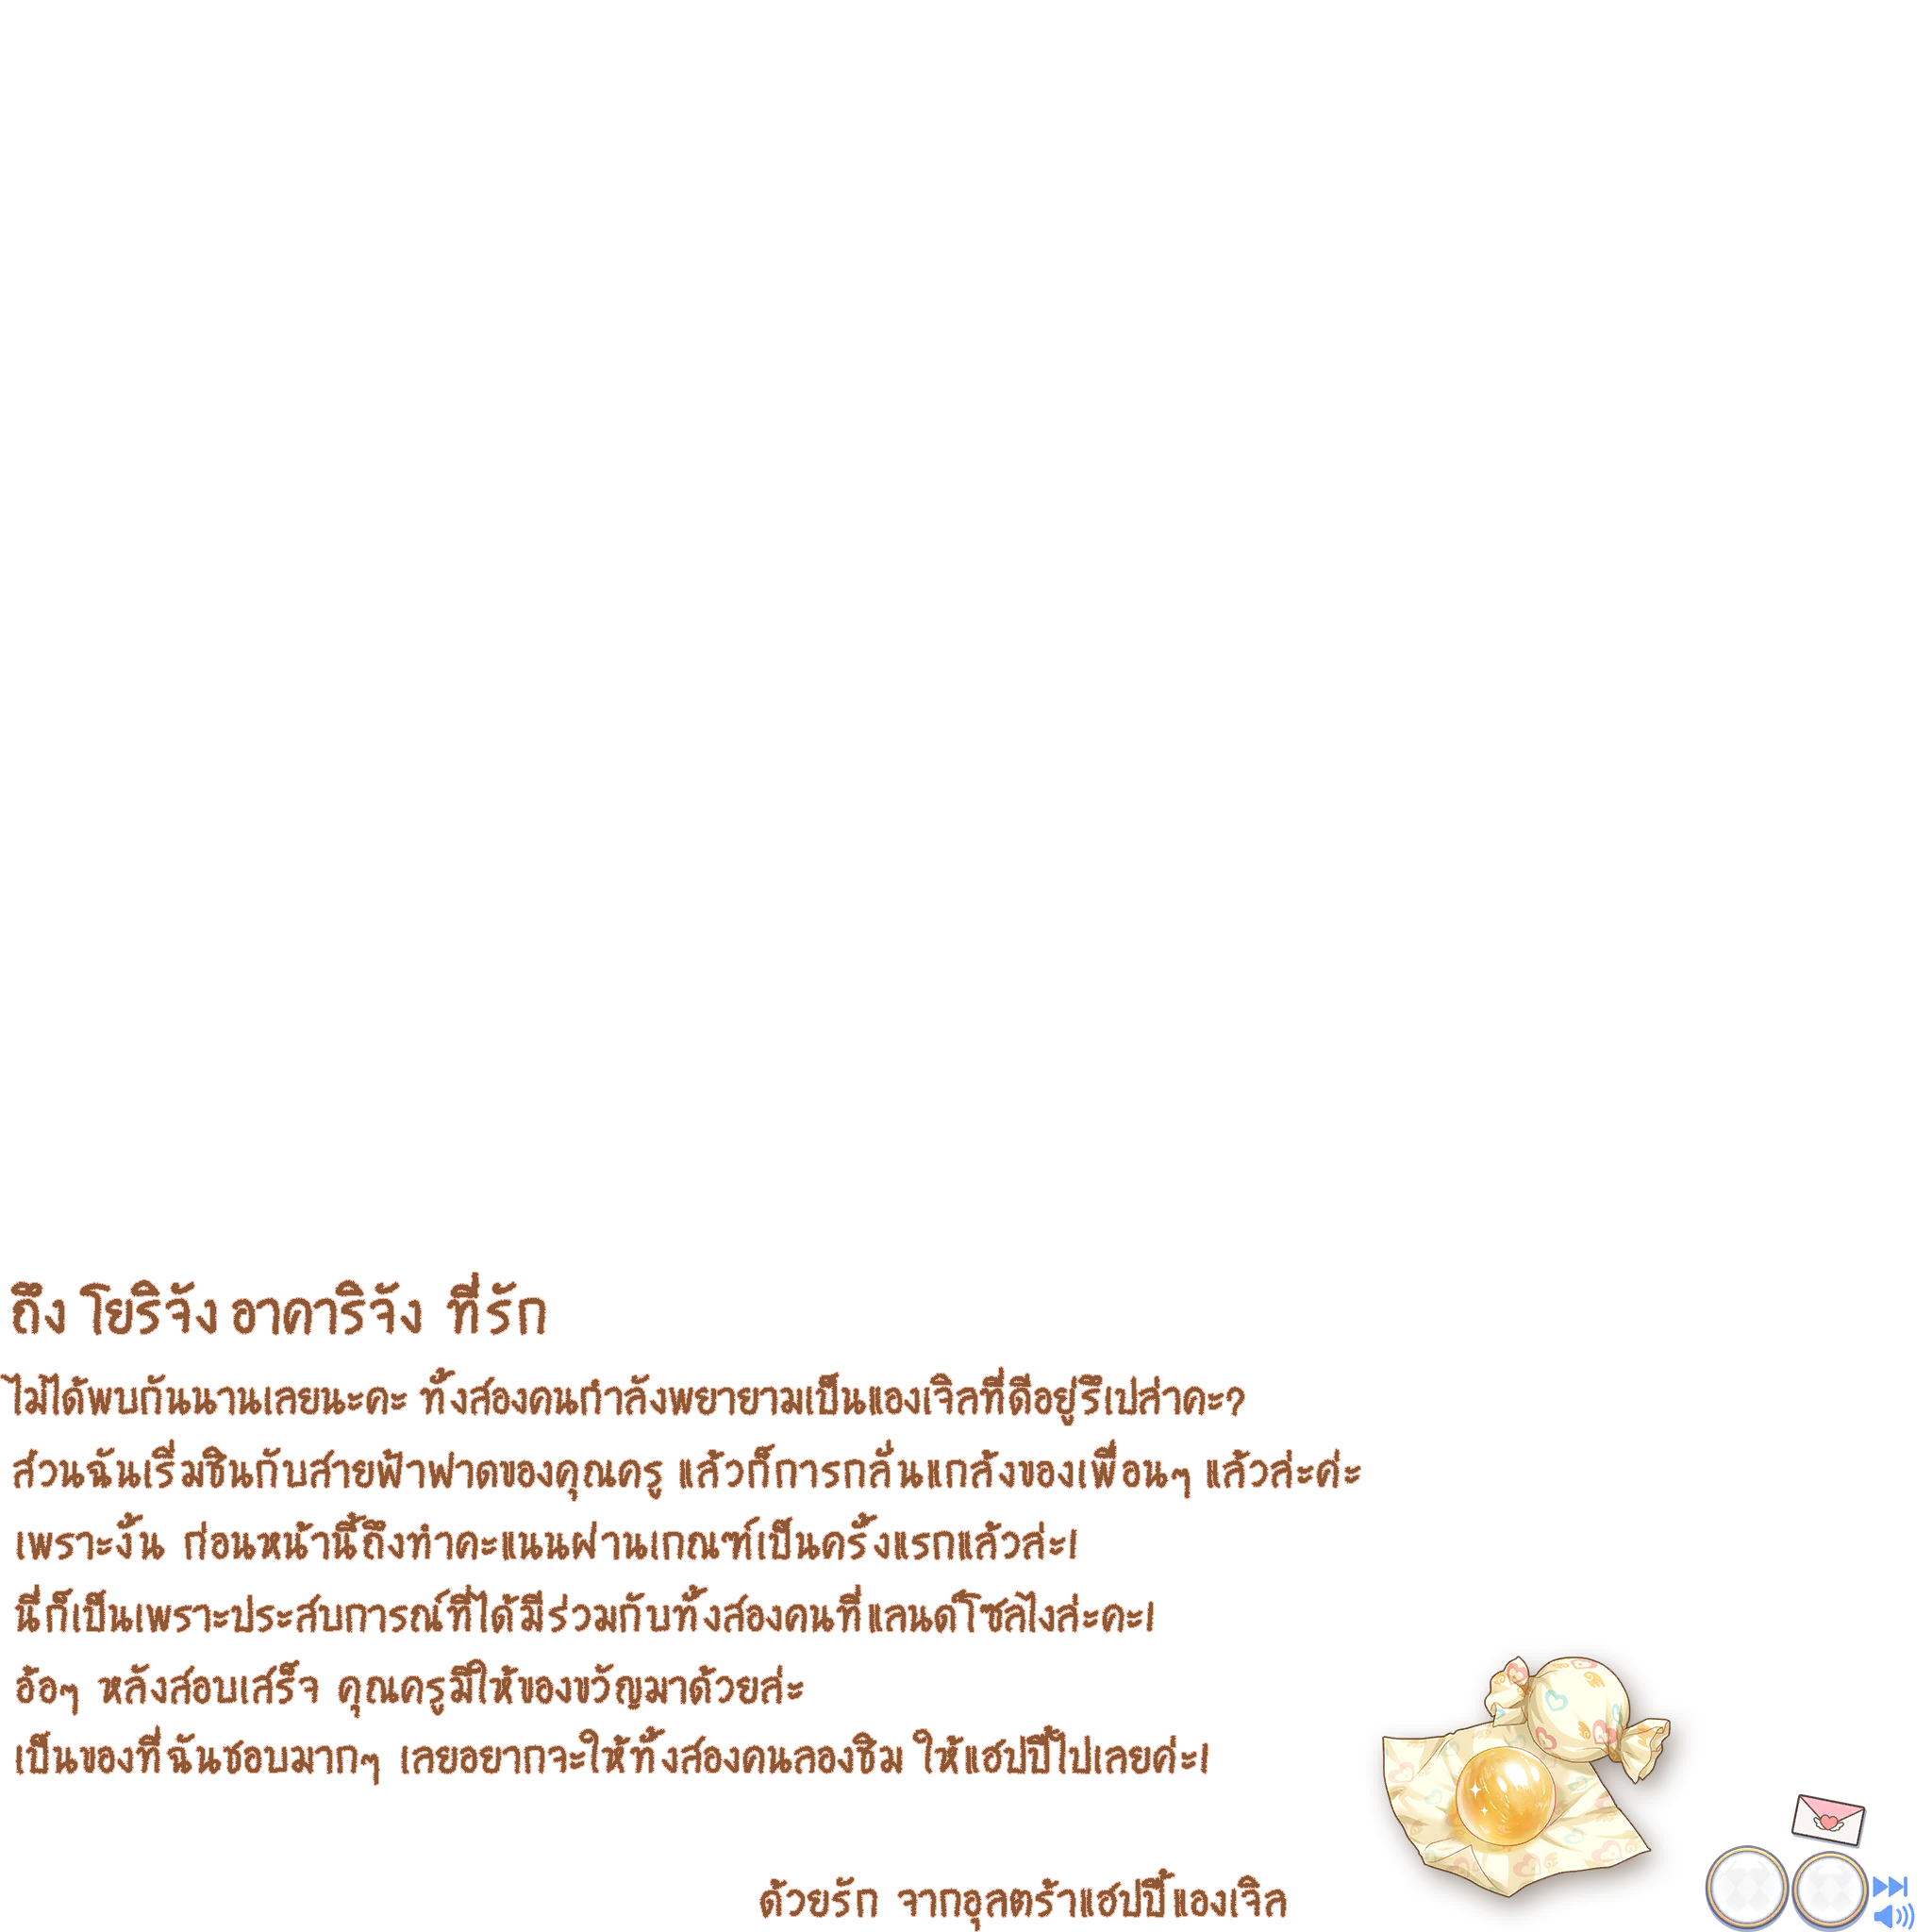 ถึง โยริจัง อาคาริจัง ที่รัก
ไม่ได้พบกันนานเลยนะคะ ทั้งสองคนกำลังพยายามเป็นแองเจิลที่ดีอยู่รึเปล่าคะ?
ส่วนฉันเริ่มชินกับสายฟ้าฟาดของคุณครู แล้วก็การกลั่นแกล้งของเพื่อนๆ แล้วล่ะค่ะ
เพราะงั้น ก่อนหน้านี้ถึงทำคะแนนผ่านเกณฑ์เป็นครั้งแรกแล้วล่ะ!
นี่ก็เป็นเพราะประสบการณ์ที่ได้มีร่วมกับทั้งสองคนที่แลนด์โซลไงล่ะคะ!
อ้อๆ หลังสอบเสร็จ คุณครูมีให้ของขวัญมาด้วยล่ะ
เป็นของที่ฉันชอบมากๆ เลยอยากจะให้ทั้งสองคนลองชิม ให้แฮปปี้ไปเลยค่ะ!
ด้วยรัก จากอุลตร้าแฮปปี้แองเจิล